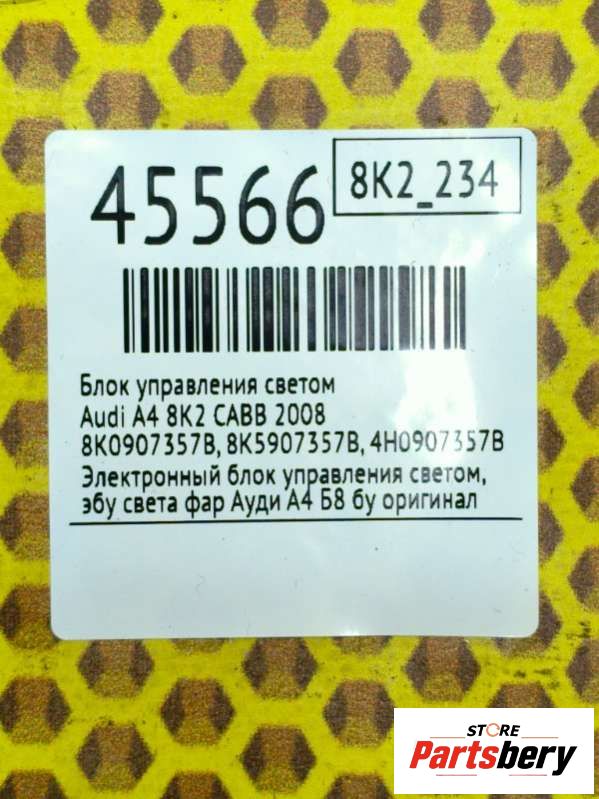 45566
8K2_234
Блок управления светом
Audi A4 8K2 CABB 2008
8K0907357B, 8K5907357B, 4H0907357B
Электронный блок управления светом,
эбу света фар Ауди А4 Б8 бу оригинал
STORE
Partsbery